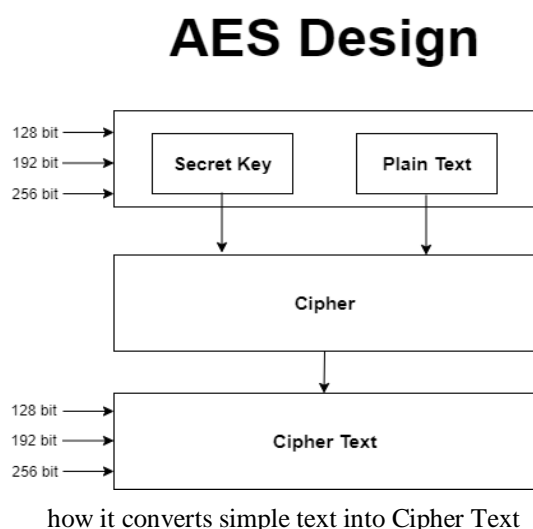 AES Design
128 bit
192 bit
256 bit
Secret Key
Plain Text
Cipher
128 bit
192 bit
256 bit
Cipher Text
how it converts simple text into Cipher Text